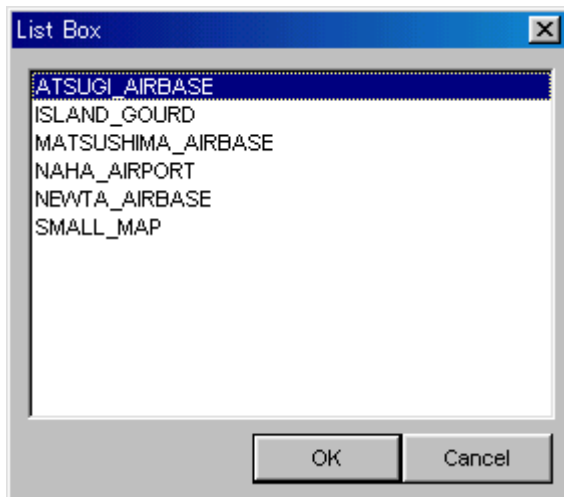 List Box
ATSUGI_AIRBASE
ISLAND_GOURD
MATSUSHIMA_AIRBASE
NAHA_AIRPORT
NEWTA_AIRBASE
SMALL_MAP
OK
Cancel